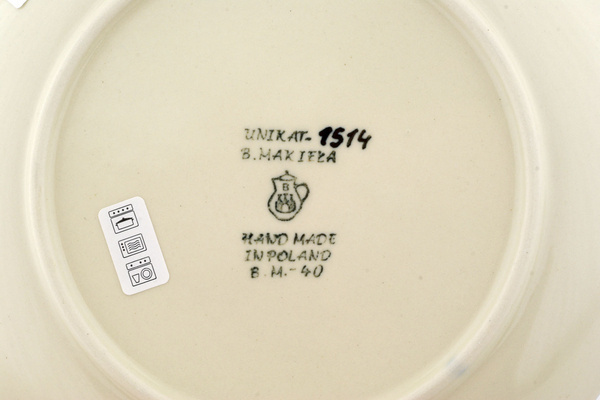 UNIKAT- 1514
B. MAKIEŁA
B
HAND MADE
IN POLAND
B. M.- 40